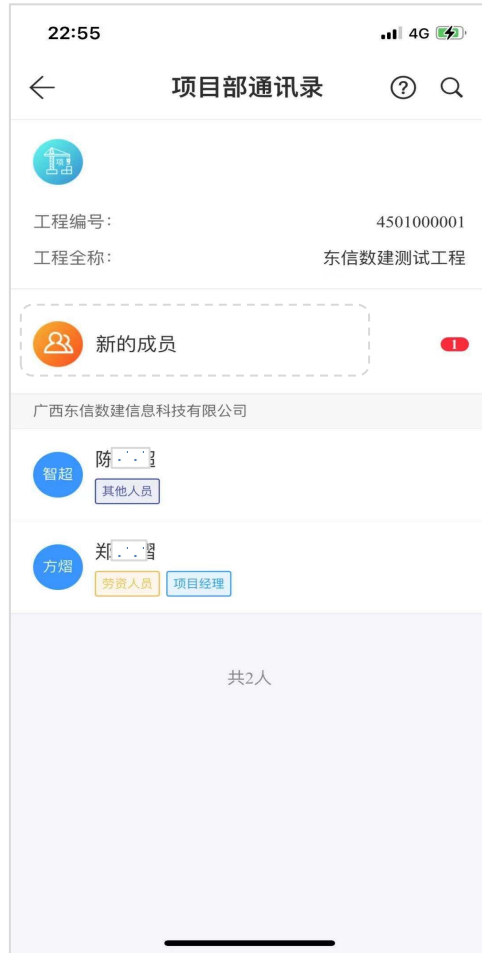 22:55
4G
项目部通讯录
项
工程编号： 4501000001
工程全称： 东信数建测试工程
新的成员 1
广西东信数建信息科技有限公司
智超
陈
其他人员
方熠
郑
劳资人员 项目经理
共2人